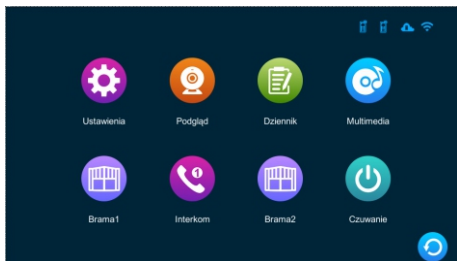 Ustawienia
Podgląd
Dziennik
Multimedia
Brama1
Interkom
Brama2
Czuwanie